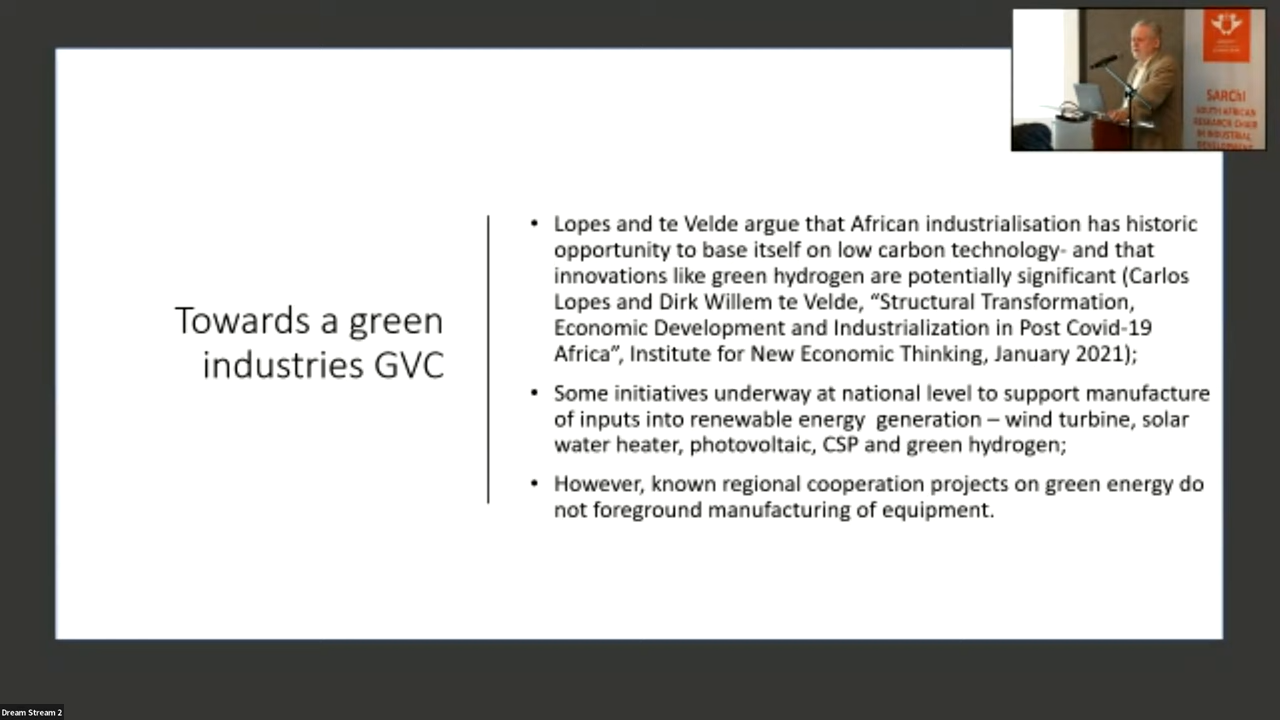 Towards a green
industries GVC
• Lopes and te Velde argue that African industrialisation has historic
opportunity to base itself on low carbon technology- and that
innovations like green hydrogen are potentially significant (Carlos
Lopes and Dirk Willem te Velde, “Structural Transformation,
Economic Development and Industrialization in Post Covid-19
Africa”, Institute for New Economic Thinking, January 2021);
• Some initiatives underway at national level to support manufacture
of inputs into renewable energy  generation – wind turbine, solar
water heater, photovoltaic, CSP and green hydrogen;
• However, known regional cooperation projects on green energy do
not foreground manufacturing of equipment.
SARChI
SOUTH AFRICAN
RESEARCH CHAIR
IN INDUSTRIAL
DEVELOPMENT
Dream Stream 2